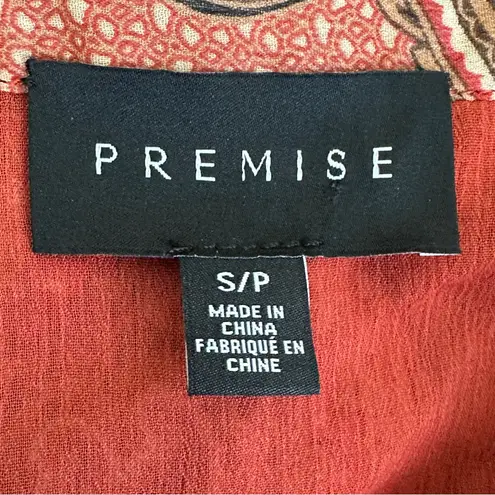 PREMISE
S/P
MADE IN
CHINA
FABRIQUÉ EN
CHINE